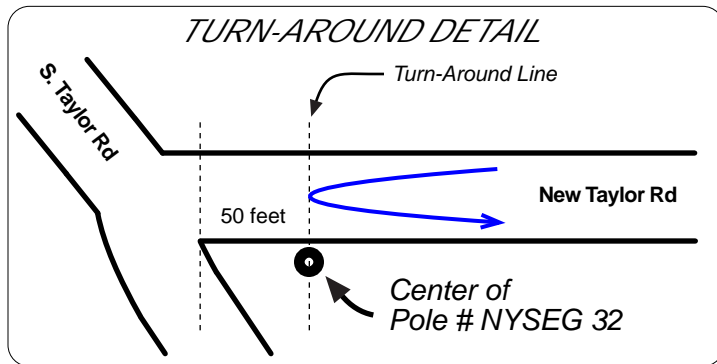 TURN-AROUND DETAIL
S. Taylor Rd
Turn-Around Line
50 feet
New Taylor Rd
Center of
Pole # NYSEG 32